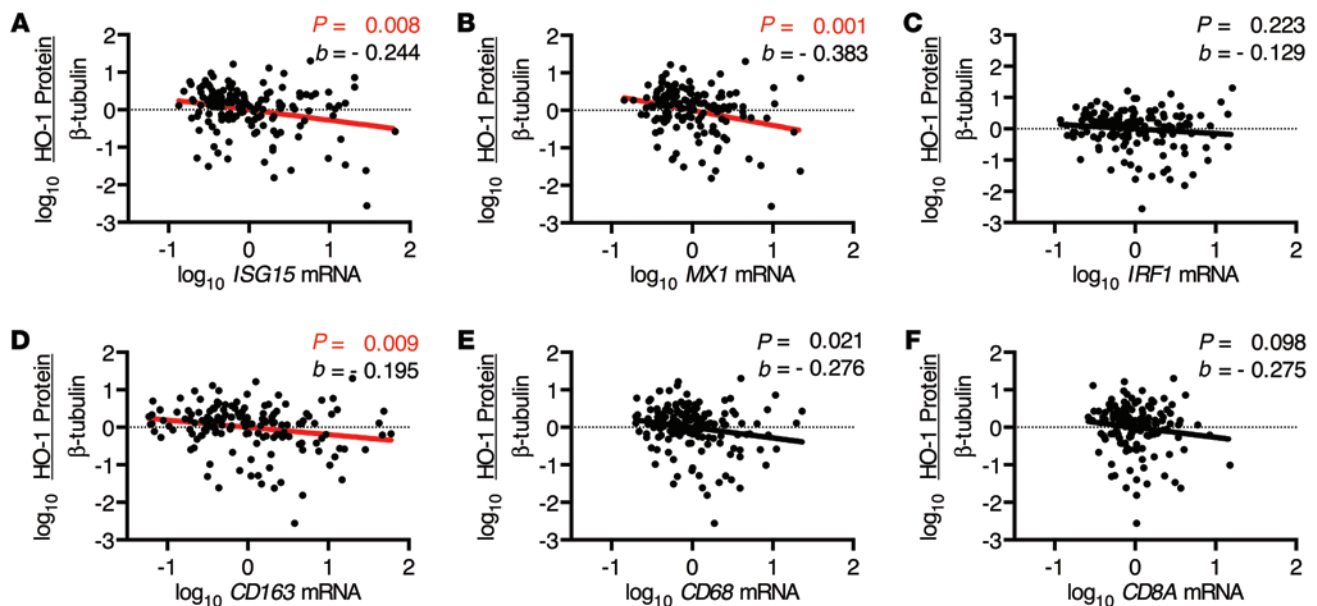 A
P = 0.008
b = - 0.244
log10 HO-1 Protein
β-tubulin
2
1
0
-1
-2
-3
-1 0 1 2
log10 ISG15 mRNA
B
P = 0.001
b = - 0.383
log10 HO-1 Protein
β-tubulin
2
1
0
-1
-2
-3
-1 0 1 2
log10 MX1 mRNA
C
P = 0.223
b = - 0.129
log10 HO-1 Protein
β-tubulin
3
2
1
0
-1
-2
-3
-1 0 1 2
log10 IRF1 mRNA
D
P = 0.009
b = - 0.195
log10 HO-1 Protein
β-tubulin
2
1
0
-1
-2
-3
-1 0 1 2
log10 CD163 mRNA
E
P = 0.021
b = - 0.276
log10 HO-1 Protein
β-tubulin
2
1
0
-1
-2
-3
-1 0 1 2
log10 CD68 mRNA
F
P = 0.098
b = - 0.275
log10 HO-1 Protein
β-tubulin
2
1
0
-1
-2
-3
-1 0 1 2
log10 CD8A mRNA